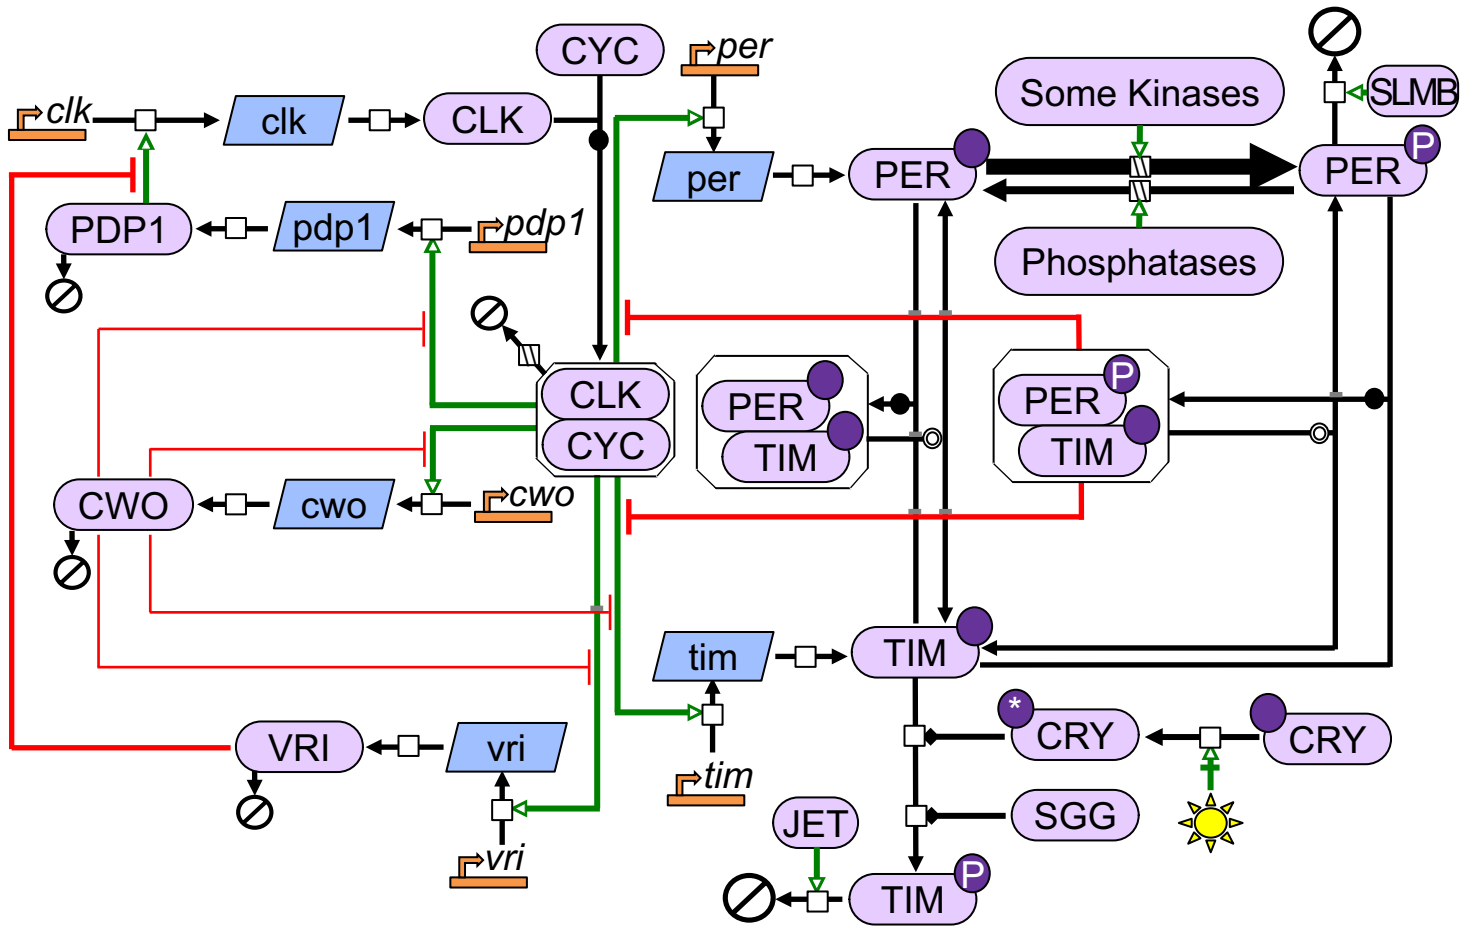 CYC
per
clk
clk
CLK
Some Kinases
SLMB
PER
P
PER
per
PDP1
pdp1
pdp1
Phosphatases
CLK
CYC
PER
TIM
PER
P
TIM
CWO
cwo
cwo
tim
TIM
VRI
vri
tim
*
CRY
CRY
JET
SGG
vri
TIM
P